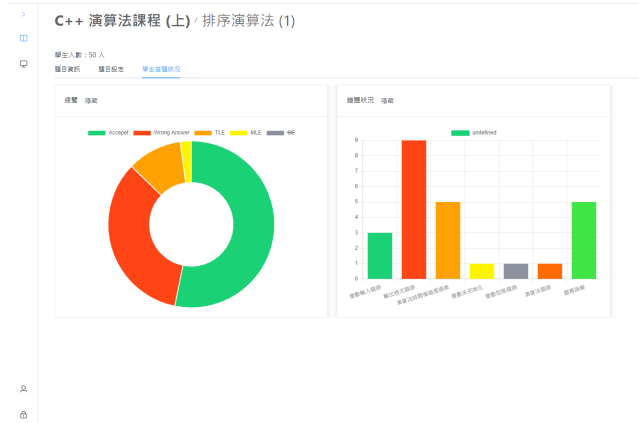 C++ 演算法課程 (上) / 排序演算法 (1)
學生人數：50 人
題目資訊 題目設定 學生答題狀況
總覽 隱藏
Accepet Wrong Answer TLE MLE CE
錯題狀況 隱藏
undefined
9
8
7
6
5
4
3
2
1
0
變數輸入錯誤 輸出格式錯誤 演算法時間複雜度過高 變數未初始化 變數型態錯誤 演算法錯誤 題意誤解